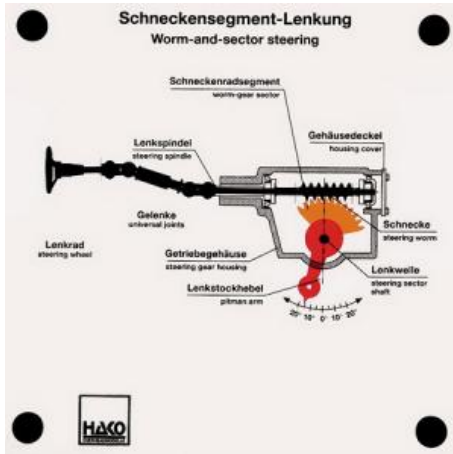 Schneckensegment-Lenkung
Worm-and-sector steering
Schneckenradsegment
worm-gear sector
Gehäusedeckel
housing cover
Lenkspindel
steering spindle
Gelenke
universal joints
Schnecke
steering worm
Lenkrad
steering wheel
Getriebegehäuse
steering gear housing
Lenkwelle
steering sector
shaft
Lenkstockhebel
pitman arm
20° 10° 0° 10° 20°
HAKO